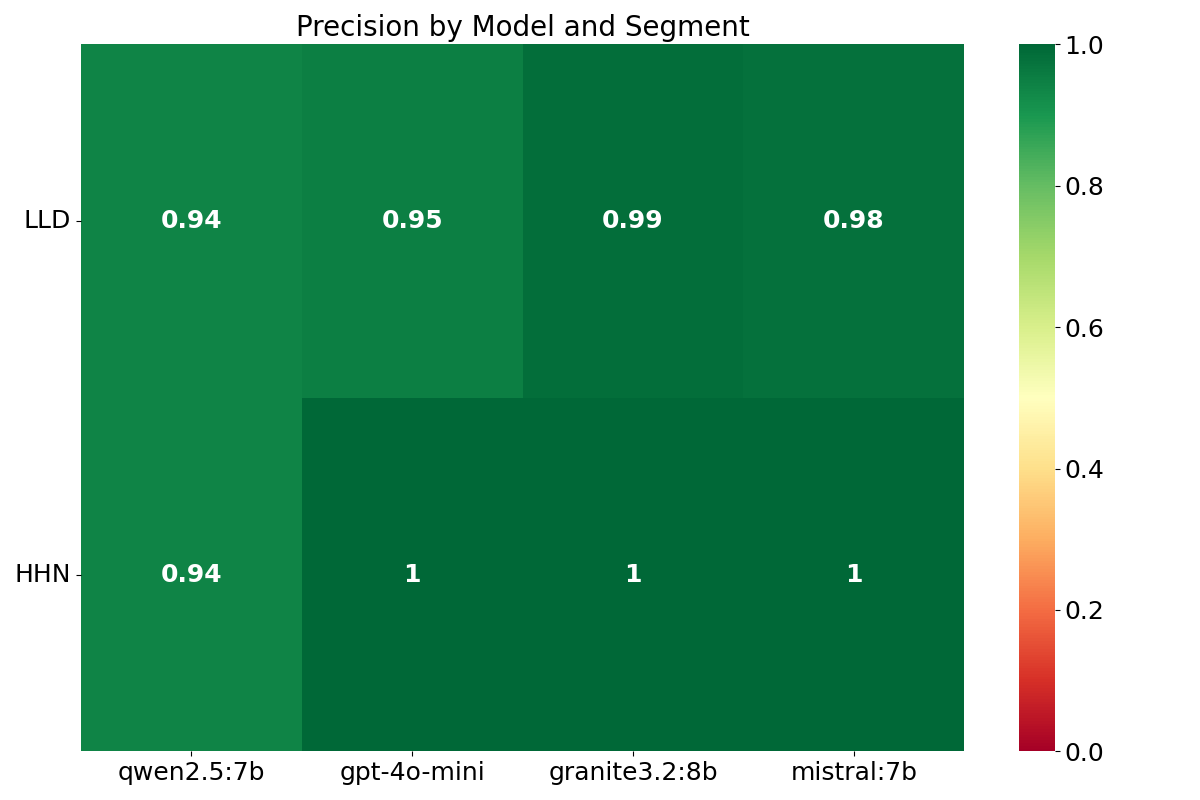 Precision by Model and Segment
LLD
0.94
0.95
0.99
0.98
HHN
0.94
1
1
1
qwen2.5:7b
gpt-4o-mini
granite3.2:8b
mistral:7b
1.0
0.8
0.6
0.4
0.2
0.0